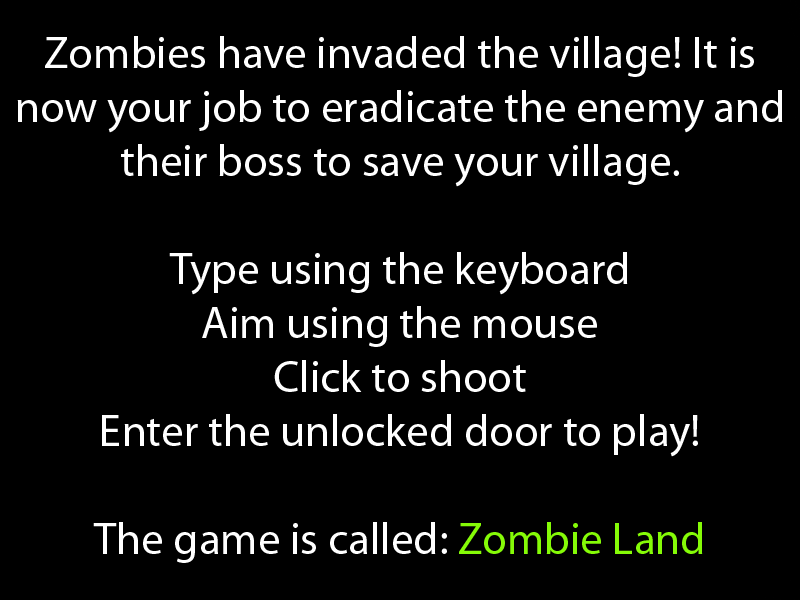 Zombies have invaded the village! It is
now your job to eradicate the enemy and
their boss to save your village.
Type using the keyboard
Aim using the mouse
Click to shoot
Enter the unlocked door to play!
The game is called: Zombie Land